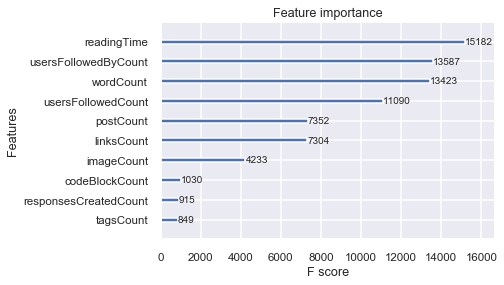 Feature importance
readingTime 15182
usersFollowedByCount 13587
wordCount 13423
usersFollowedCount 11090
postCount 7352
linksCount 7304
imageCount 4233
codeBlockCount 1030
responsesCreatedCount 915
tagsCount 849
Features
0 2000 4000 6000 8000 10000 12000 14000 16000
F score